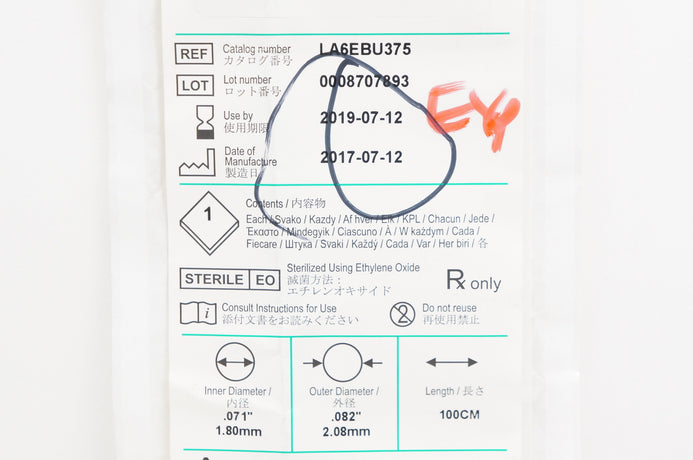 REF Catalog number LA6EBU375
カタログ番号
LOT Lot number 0008707893
ロット番号
Use by 2019-07-12
使用期限
EXP
Date of
Manufacture 2017-07-12
製造日
1
Contents / 内容物
Each / Svako / Kazdy / Af hver / Elk / KPL / Chacun / Jede /
Έκαστο / Mindegyik / Ciascuno / À / W każdym / Cada /
Fiecare / Штука / Svaki / Každý / Cada / Var / Her biri / 各
STERILE EO Sterilized Using Ethylene Oxide
滅菌方法：
エチレンオキサイド
Rx only
i Consult Instructions for Use
添付文書をお読みください
2 Do not reuse
再使用禁止
Inner Diameter /
内径
.071"
1.80mm
Outer Diameter /
外径
.082"
2.08mm
Length / 長さ
100CM